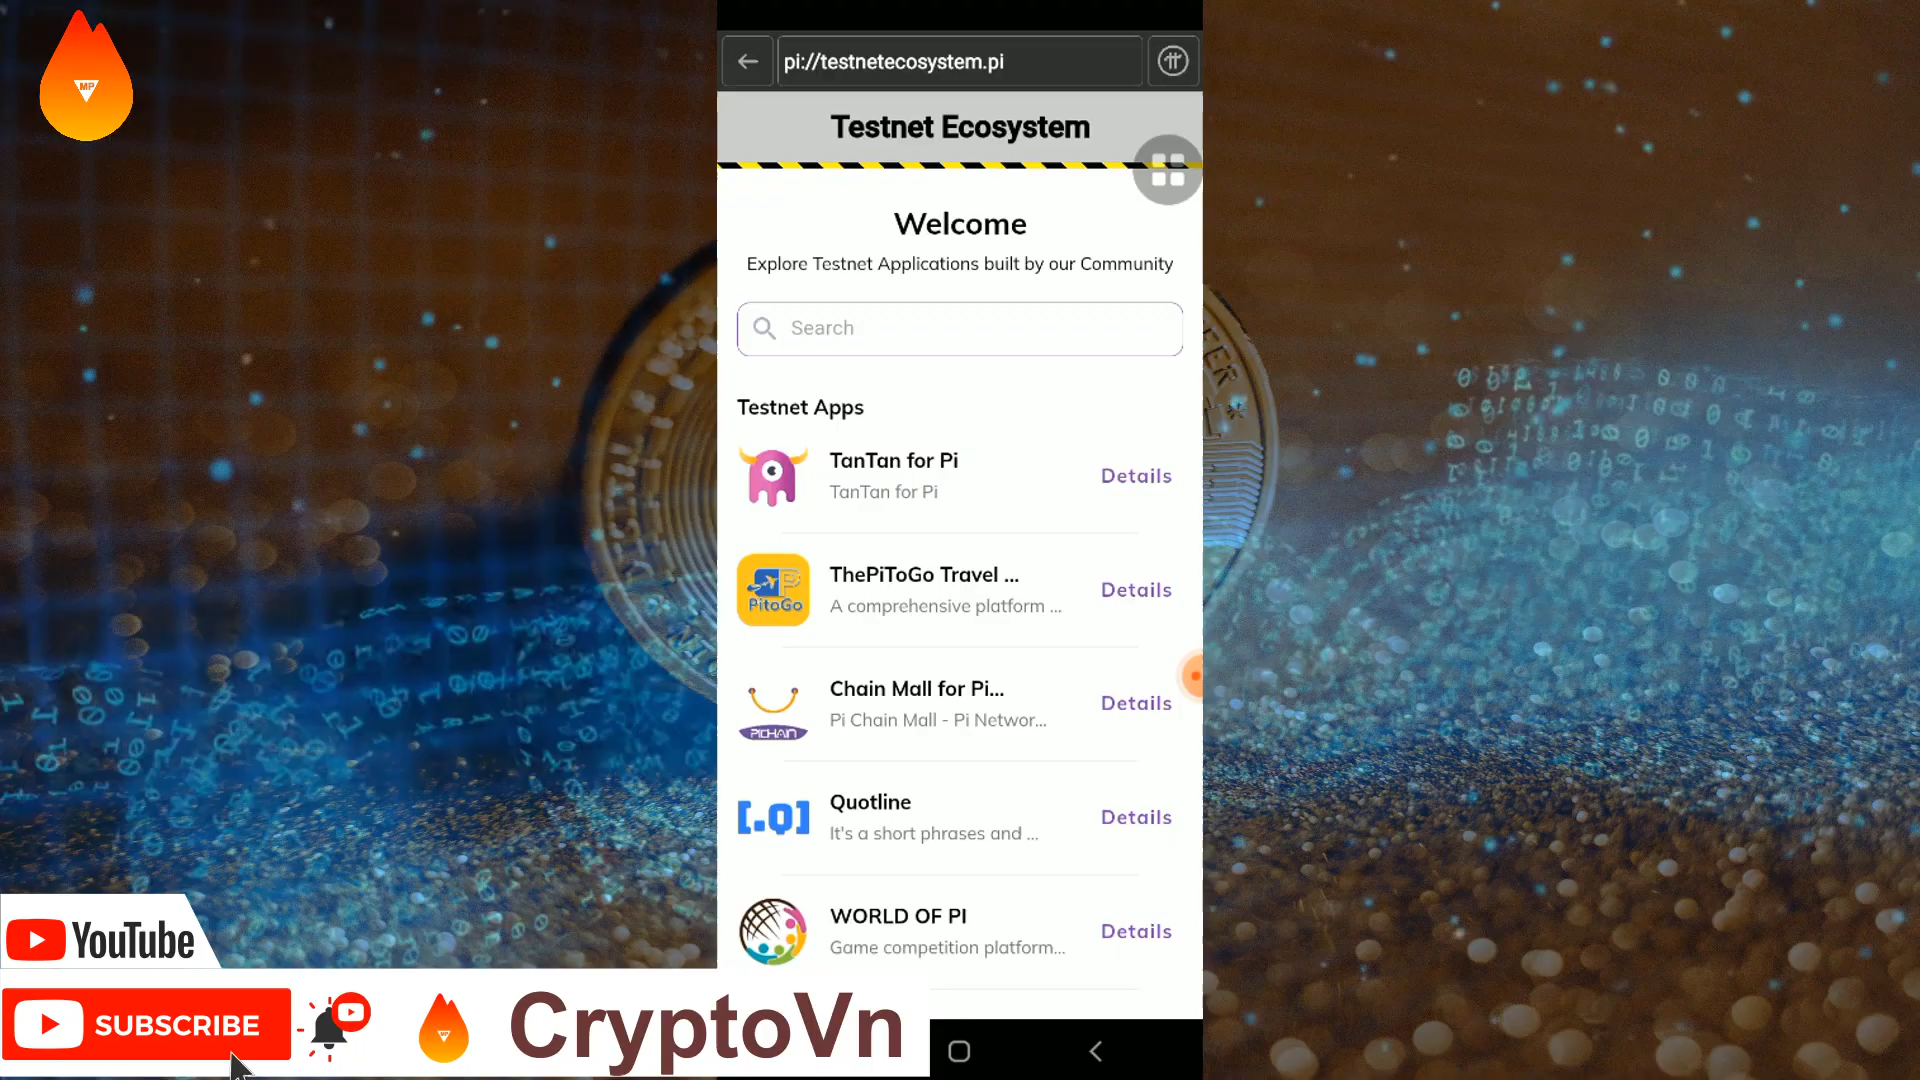 MP
pi://testnetecosystem.pi
Testnet Ecosystem
Welcome
Explore Testnet Applications built by our Community
Search
Testnet Apps
TanTan for Pi
TanTan for Pi
Details
PitoGo
ThePiToGo Travel ...
A comprehensive platform ...
Details
PICHAIN
Chain Mall for Pi...
Pi Chain Mall - Pi Networ...
Details
[.Q]
Quotline
It's a short phrases and ...
Details
WORLD OF PI
Game competition platform...
Details
YouTube
SUBSCRIBE
CryptoVn